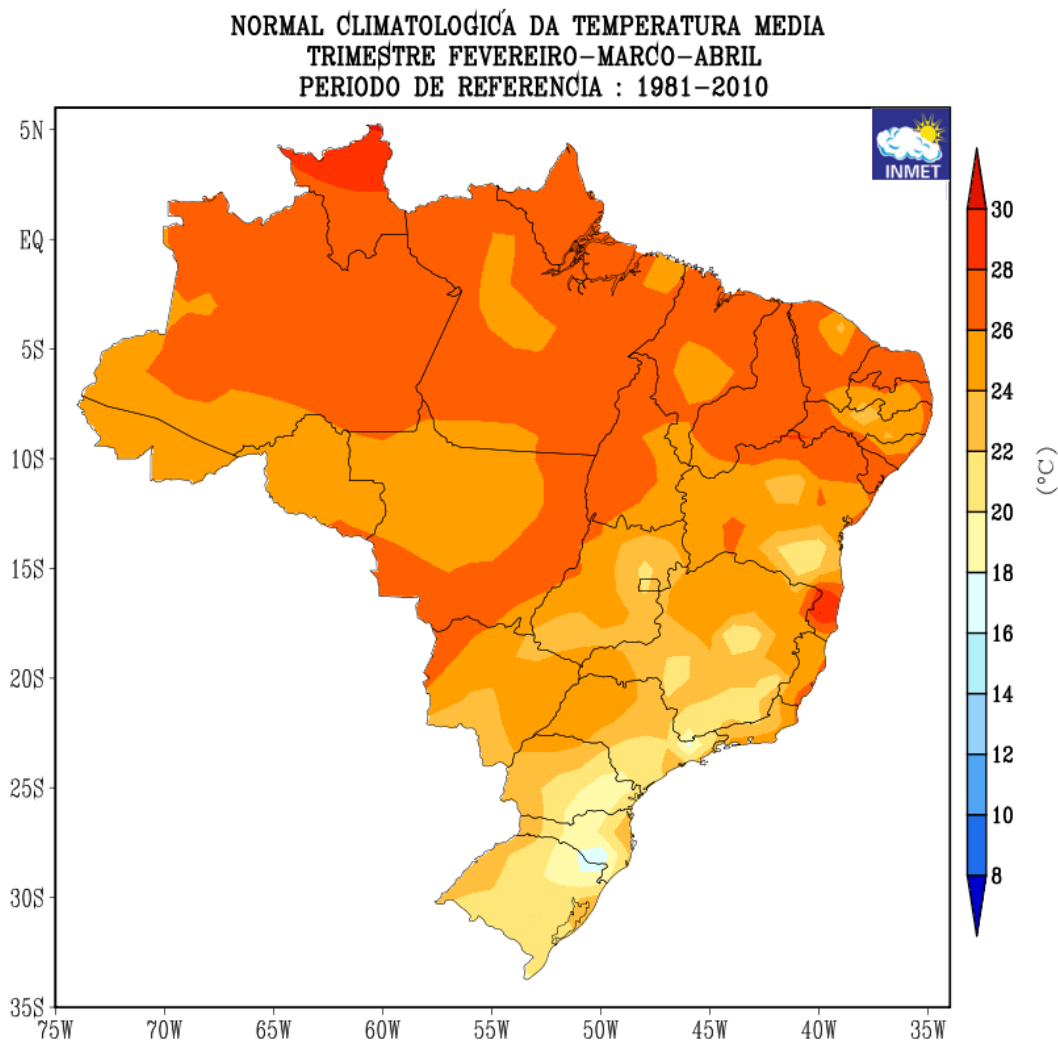 NORMAL CLIMATOLOGICÁ DA TEMPERATURA MEDIA
TRIMESTRE FEVEREIRO-MARCO-ABRIL
PERIODO DE REFERENCIA : 1981-2010
INMET
5N
EQ
5S
10S
15S
20S
25S
30S
35S
75W 70W 65W 60W 55W 50W 45W 40W 35W
30
28
26
24
22
20
18
16
14
12
10
8
(°C)